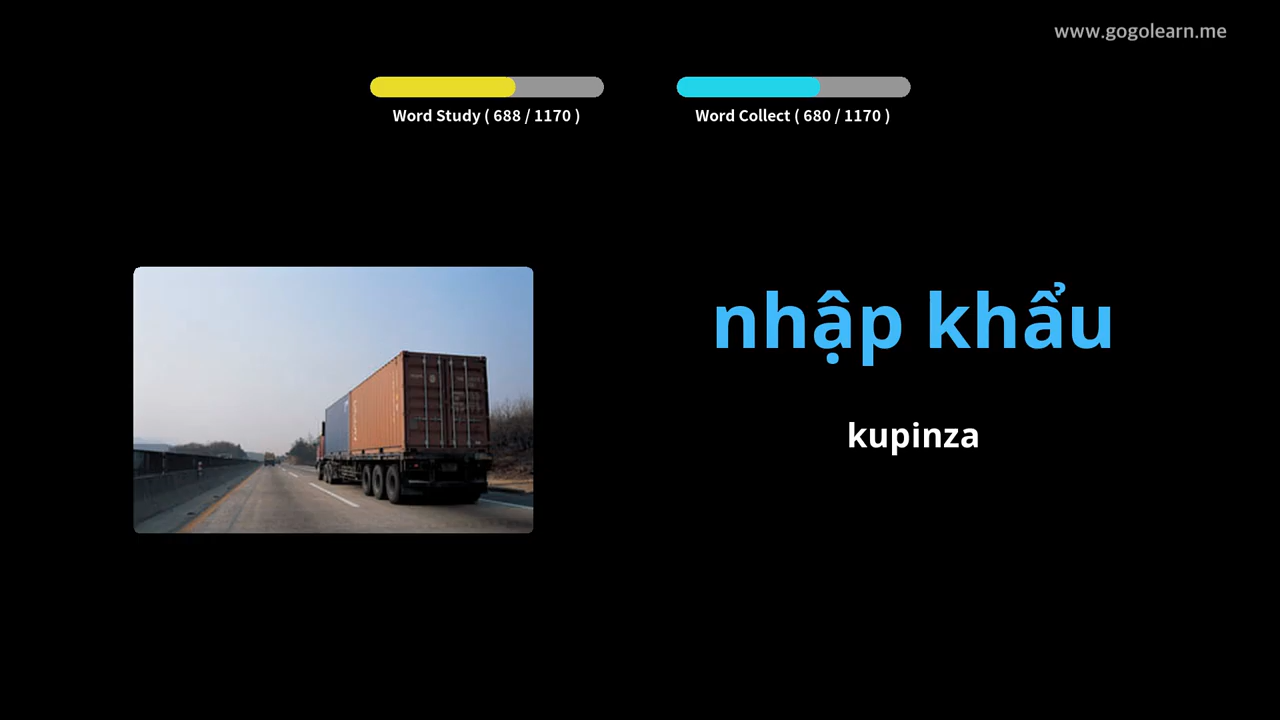 www.gogolearn.me
Word Study ( 688 / 1170 )
Word Collect ( 680 / 1170 )
nhập khẩu
kupinza